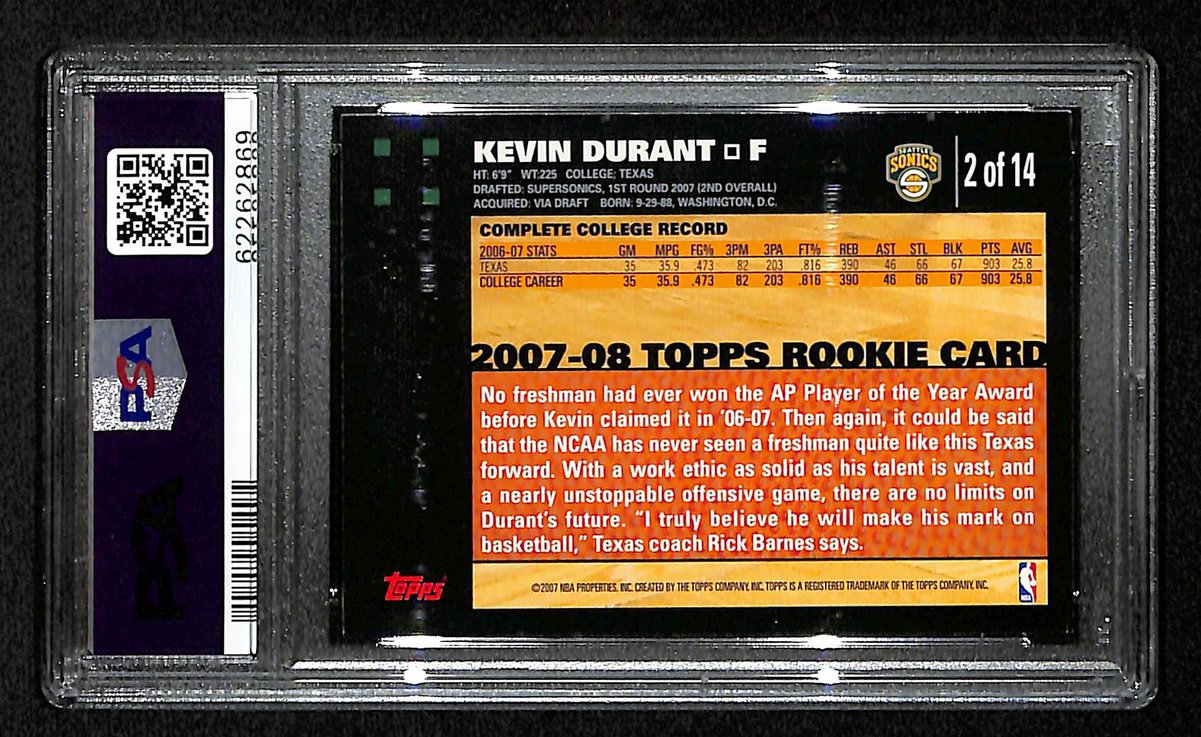 KEVIN DURANT □ F
HT: 6'9" WT:225 COLLEGE: TEXAS
DRAFTED: SUPERSONICS, 1ST ROUND 2007 (2ND OVERALL)
ACQUIRED: VIA DRAFT BORN: 9-29-88, WASHINGTON, D.C.
SEATTLE
SONICS
2 of 14
COMPLETE COLLEGE RECORD
2006-07 STATS GM MPG FG% 3PM 3PA FT% REB AST STL BLK PTS AVG
TEXAS 35 35.9 .473 82 203 .816 390 46 66 67 903 25.8
COLLEGE CAREER 35 35.9 .473 82 203 .816 390 46 66 67 903 25.8
2007-08 TOPPS ROOKIE CARD
No freshman had ever won the AP Player of the Year Award
before Kevin claimed it in '06-07. Then again, it could be said
that the NCAA has never seen a freshman quite like this Texas
forward. With a work ethic as solid as his talent is vast, and
a nearly unstoppable offensive game, there are no limits on
Durant's future. "I truly believe he will make his mark on
basketball," Texas coach Rick Barnes says.
topps
©2007 NBA PROPERTIES, INC. CREATED BY THE TOPPS COMPANY, INC. TOPPS IS A REGISTERED TRADEMARK OF THE TOPPS COMPANY, INC.
NBA
PSA